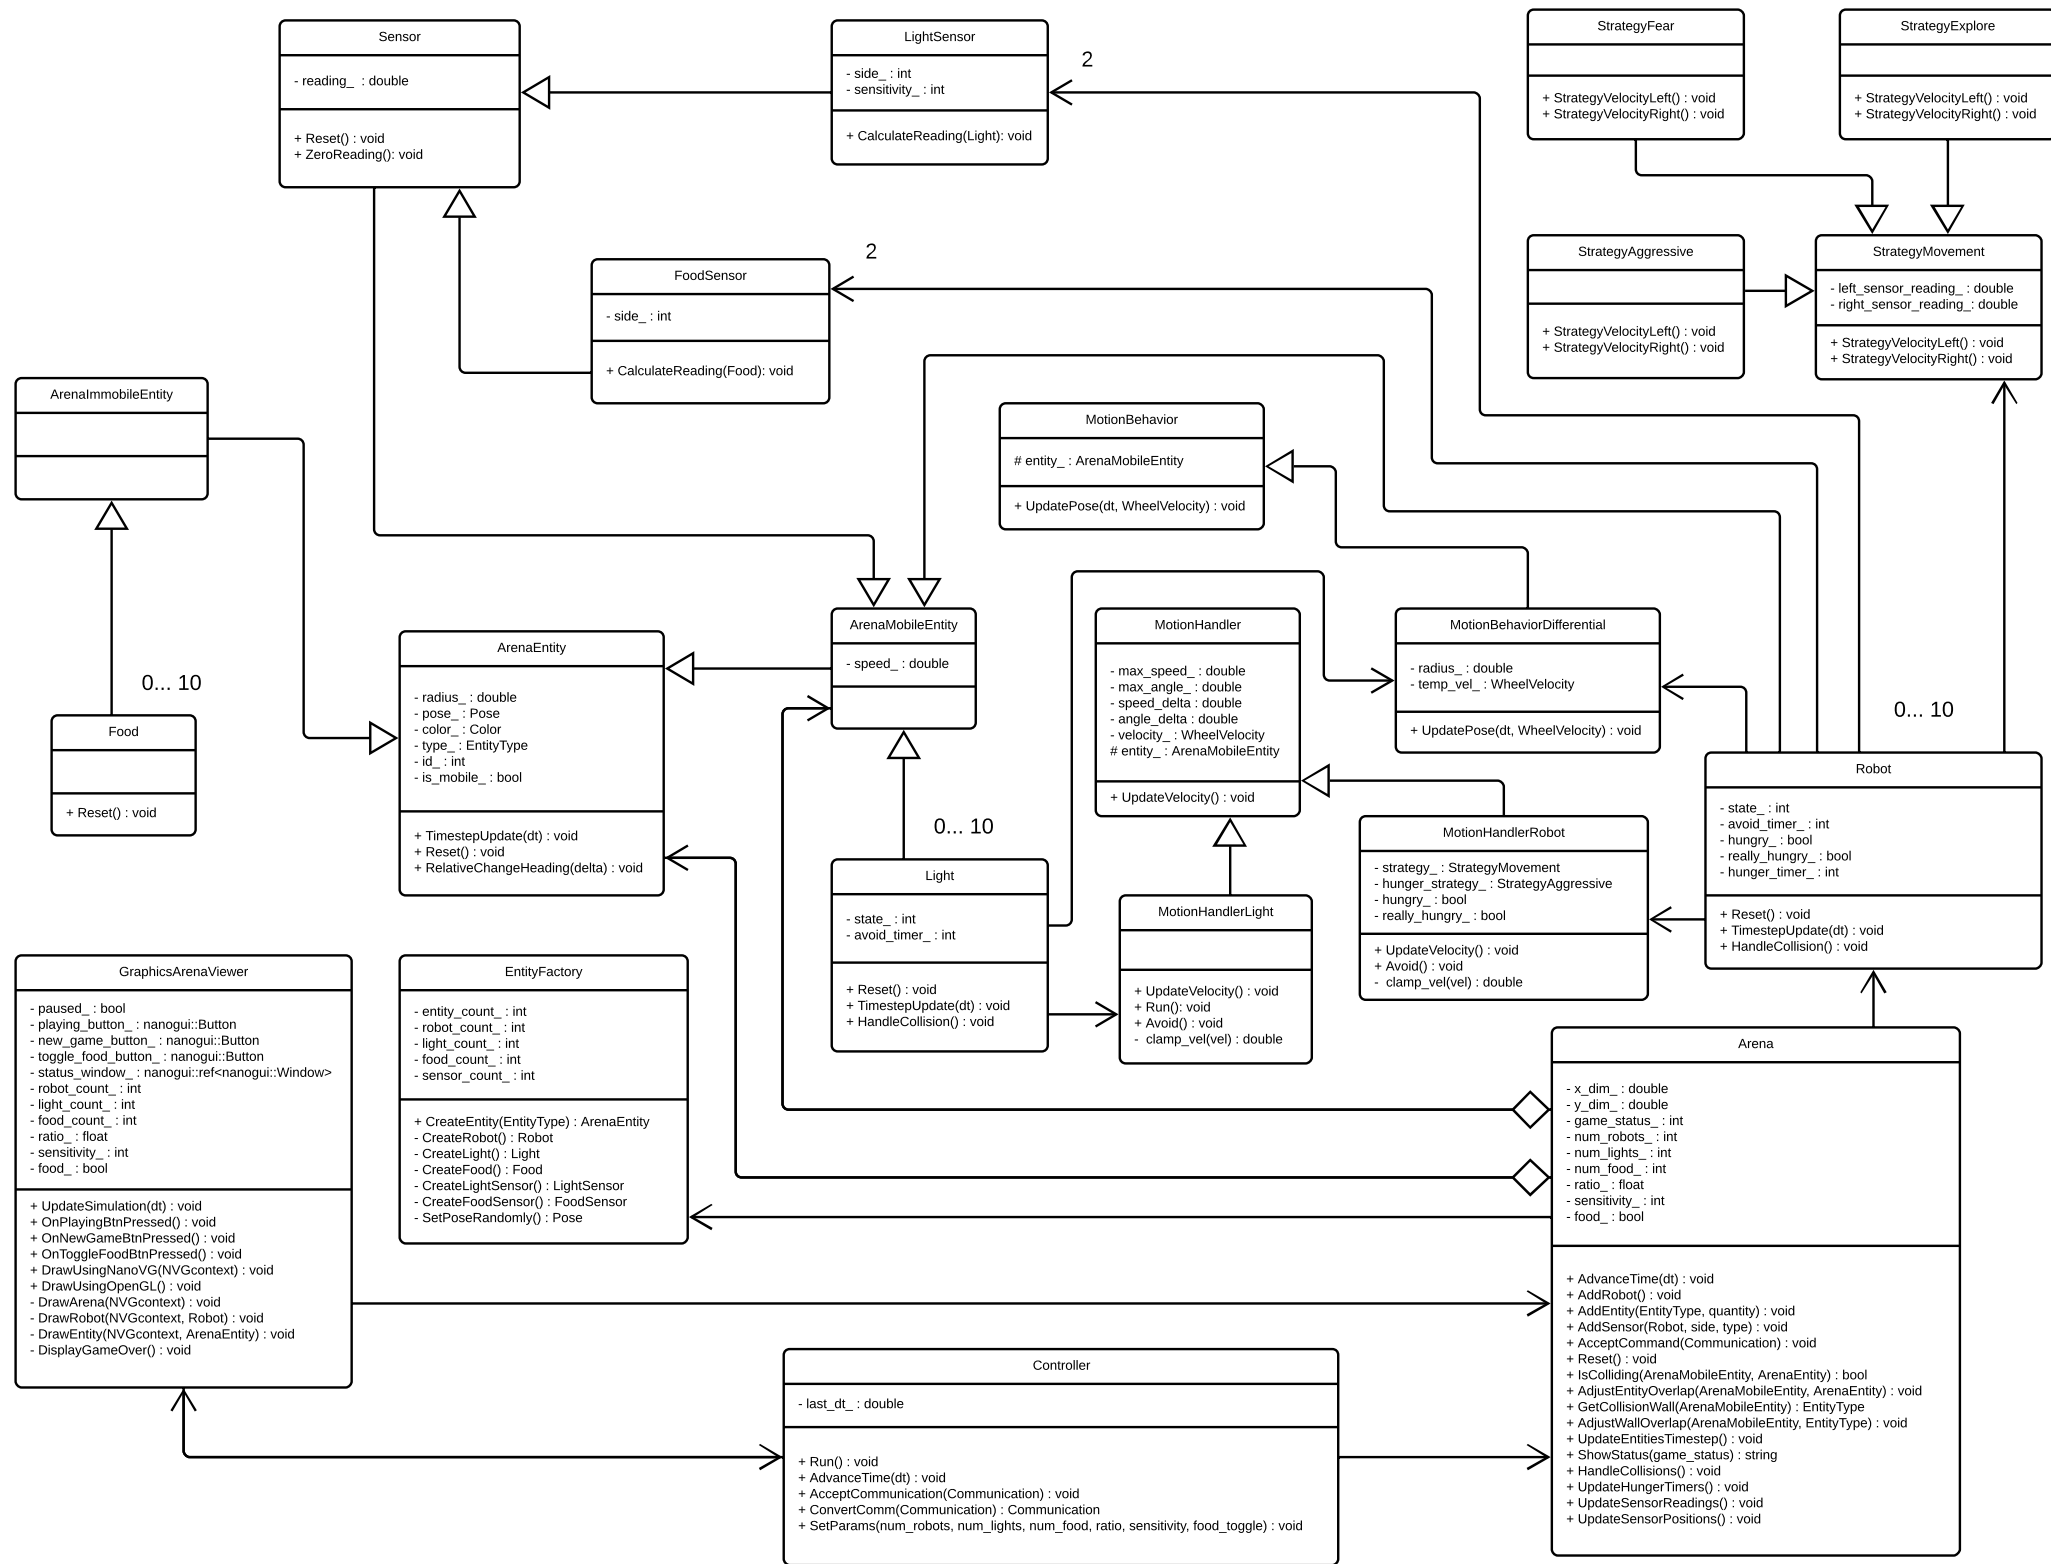 Sensor
- reading_  : double
+ Reset() : void
+ ZeroReading(): void
LightSensor
- side_ : int
- sensitivity_ : int
+ CalculateReading(Light): void
2
StrategyFear
+ StrategyVelocityLeft() : void
+ StrategyVelocityRight() : void
StrategyExplore
+ StrategyVelocityLeft() : void
+ StrategyVelocityRight() : void
FoodSensor
- side_ : int
+ CalculateReading(Food): void
2
StrategyAggressive
+ StrategyVelocityLeft() : void
+ StrategyVelocityRight() : void
StrategyMovement
- left_sensor_reading_ : double
- right_sensor_reading_: double
+ StrategyVelocityLeft() : void
+ StrategyVelocityRight() : void
ArenaImmobileEntity
MotionBehavior
# entity_ : ArenaMobileEntity
+ UpdatePose(dt, WheelVelocity) : void
0... 10
Food
+ Reset() : void
ArenaEntity
- radius_ : double
- pose_ : Pose
- color_ : Color
- type_ : EntityType
- id_ : int
- is_mobile_ : bool
+ TimestepUpdate(dt) : void
+ Reset() : void
+ RelativeChangeHeading(delta) : void
ArenaMobileEntity
- speed_ : double
MotionHandler
- max_speed_ : double
- max_angle_ : double
- speed_delta : double
- angle_delta : double
- velocity_ : WheelVelocity
# entity_ : ArenaMobileEntity
+ UpdateVelocity() : void
MotionBehaviorDifferential
- radius_ : double
- temp_vel_ : WheelVelocity
+ UpdatePose(dt, WheelVelocity) : void
0... 10
Robot
- state_ : int
- avoid_timer_ : int
- hungry_ : bool
- really_hungry_ : bool
- hunger_timer_ : int
+ Reset() : void
+ TimestepUpdate(dt) : void
+ HandleCollision() : void
0... 10
Light
- state_ : int
- avoid_timer_ : int
+ Reset() : void
+ TimestepUpdate(dt) : void
+ HandleCollision() : void
MotionHandlerLight
+ UpdateVelocity() : void
+ Run(): void
+ Avoid() : void
-  clamp_vel(vel) : double
MotionHandlerRobot
- strategy_ : StrategyMovement
- hunger_strategy_ : StrategyAggressive
- hungry_ : bool
- really_hungry_ : bool
+ UpdateVelocity() : void
+ Avoid() : void
-  clamp_vel(vel) : double
GraphicsArenaViewer
- paused_ : bool
- playing_button_ : nanogui::Button
- new_game_button_ : nanogui::Button
- toggle_food_button_ : nanogui::Button
- status_window_ : nanogui::ref<nanogui::Window>
- robot_count_ : int
- light_count_ : int
- food_count_ : int
- ratio_ : float
- sensitivity_ : int
- food_ : bool
+ UpdateSimulation(dt) : void
+ OnPlayingBtnPressed() : void
+ OnNewGameBtnPressed() : void
+ OnToggleFoodBtnPressed() : void
+ DrawUsingNanoVG(NVGcontext) : void
+ DrawUsingOpenGL() : void
- DrawArena(NVGcontext) : void
- DrawRobot(NVGcontext, Robot) : void
- DrawEntity(NVGcontext, ArenaEntity) : void
- DisplayGameOver() : void
EntityFactory
- entity_count_ : int
- robot_count_ : int
- light_count_ : int
- food_count_ : int
- sensor_count_ : int
+ CreateEntity(EntityType) : ArenaEntity
- CreateRobot() : Robot
- CreateLight() : Light
- CreateFood() : Food
- CreateLightSensor() : LightSensor
- CreateFoodSensor() : FoodSensor
- SetPoseRandomly() : Pose
Arena
- x_dim_ : double
- y_dim_ : double
- game_status_ : int
- num_robots_ : int
- num_lights_ : int
- num_food_ : int
- ratio_ : float
- sensitivity_ : int
- food_ : bool
+ AdvanceTime(dt) : void
+ AddRobot() : void
+ AddEntity(EntityType, quantity) : void
+ AddSensor(Robot, side, type) : void
+ AcceptCommand(Communication) : void
+ Reset() : void
+ IsColliding(ArenaMobileEntity, ArenaEntity) : bool
+ AdjustEntityOverlap(ArenaMobileEntity, ArenaEntity) : void
+ GetCollisionWall(ArenaMobileEntity) : EntityType
+ AdjustWallOverlap(ArenaMobileEntity, EntityType) : void
+ UpdateEntitiesTimestep() : void
+ ShowStatus(game_status) : string
+ HandleCollisions() : void
+ UpdateHungerTimers() : void
+ UpdateSensorReadings() : void
+ UpdateSensorPositions() : void
Controller
- last_dt_ : double
+ Run() : void
+ AdvanceTime(dt) : void
+ AcceptCommunication(Communication) : void
+ ConvertComm(Communication) : Communication
+ SetParams(num_robots, num_lights, num_food, ratio, sensitivity, food_toggle) : void